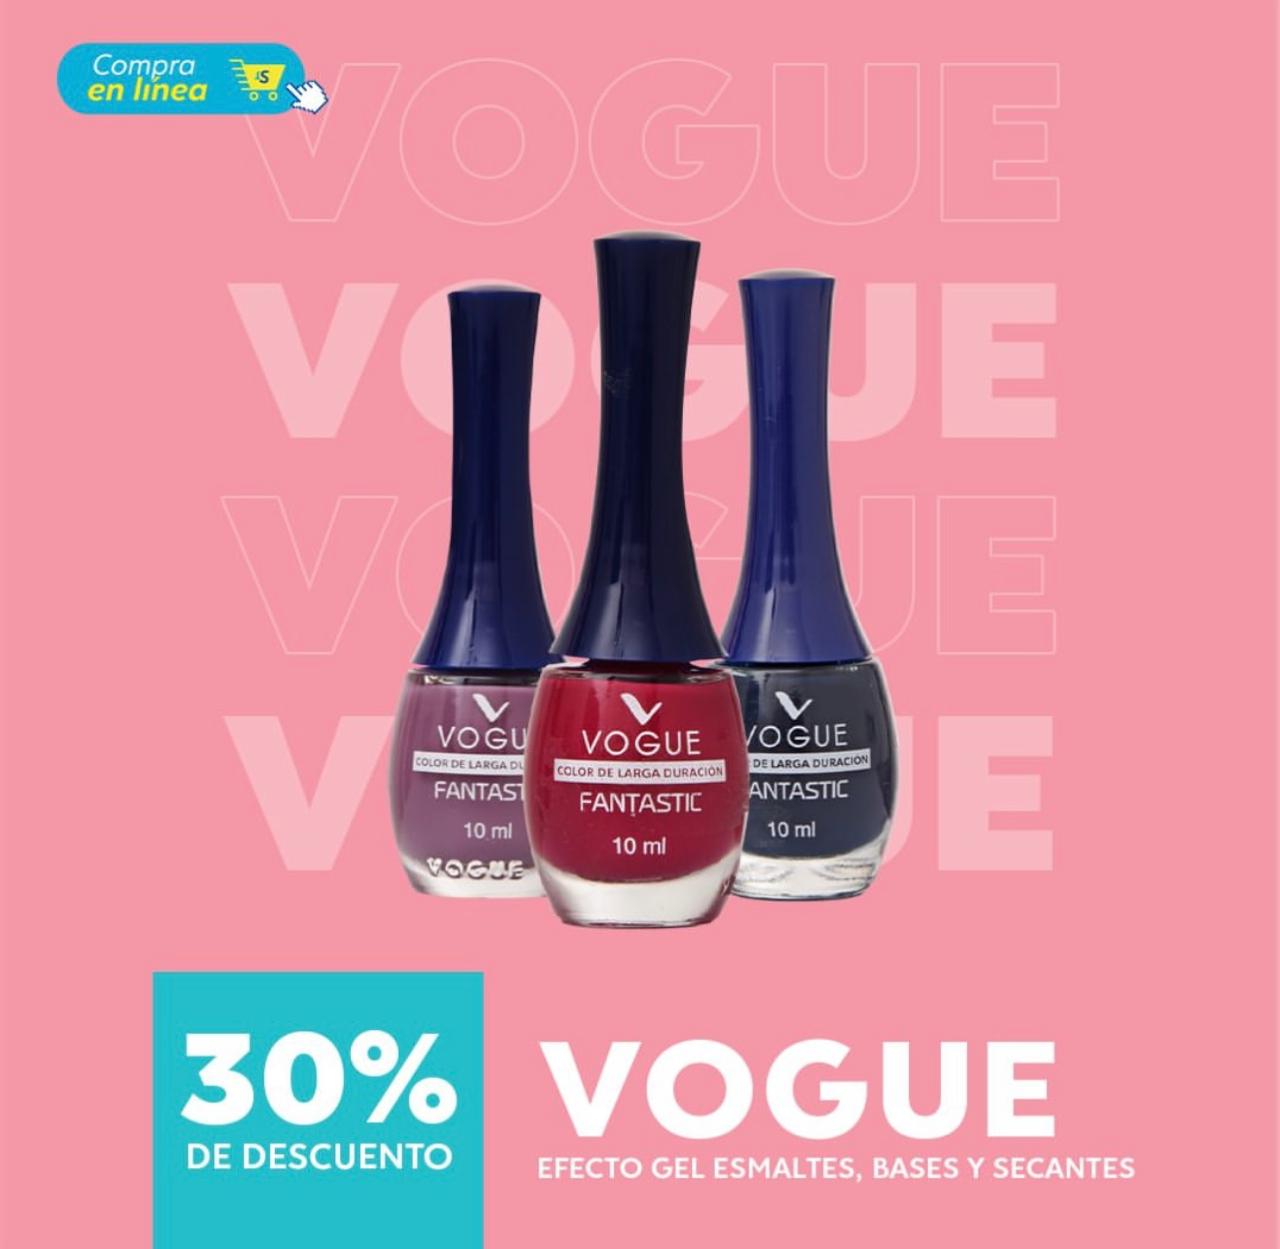 Compra
en línea
VOGUE
VOGUE
VOGUE
VOGUE
VOGUE
COLOR DE LARGA
FANTAST
10 ml
VOGUE
VOGUE
COLOR DE LARGA DURACIÓN
FANTASTIC
10 ml
VOGUE
DE LARGA DURACIÓN
ANTASTIC
10 ml
30%
DE DESCUENTO
VOGUE
EFECTO GEL ESMALTES, BASES Y SECANTES